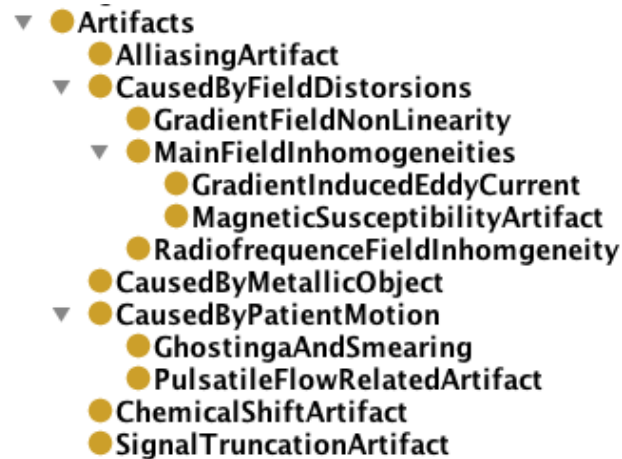 Artifacts
AlliasingArtifact
CausedByFieldDistorsions
GradientFieldNonLinearity
MainFieldInhomogeneities
GradientInducedEddyCurrent
MagneticSusceptibilityArtifact
RadiofrequenceFieldInhomgeneity
CausedByMetallicObject
CausedByPatientMotion
GhostingaAndSmearing
PulsatileFlowRelatedArtifact
ChemicalShiftArtifact
SignalTruncationArtifact